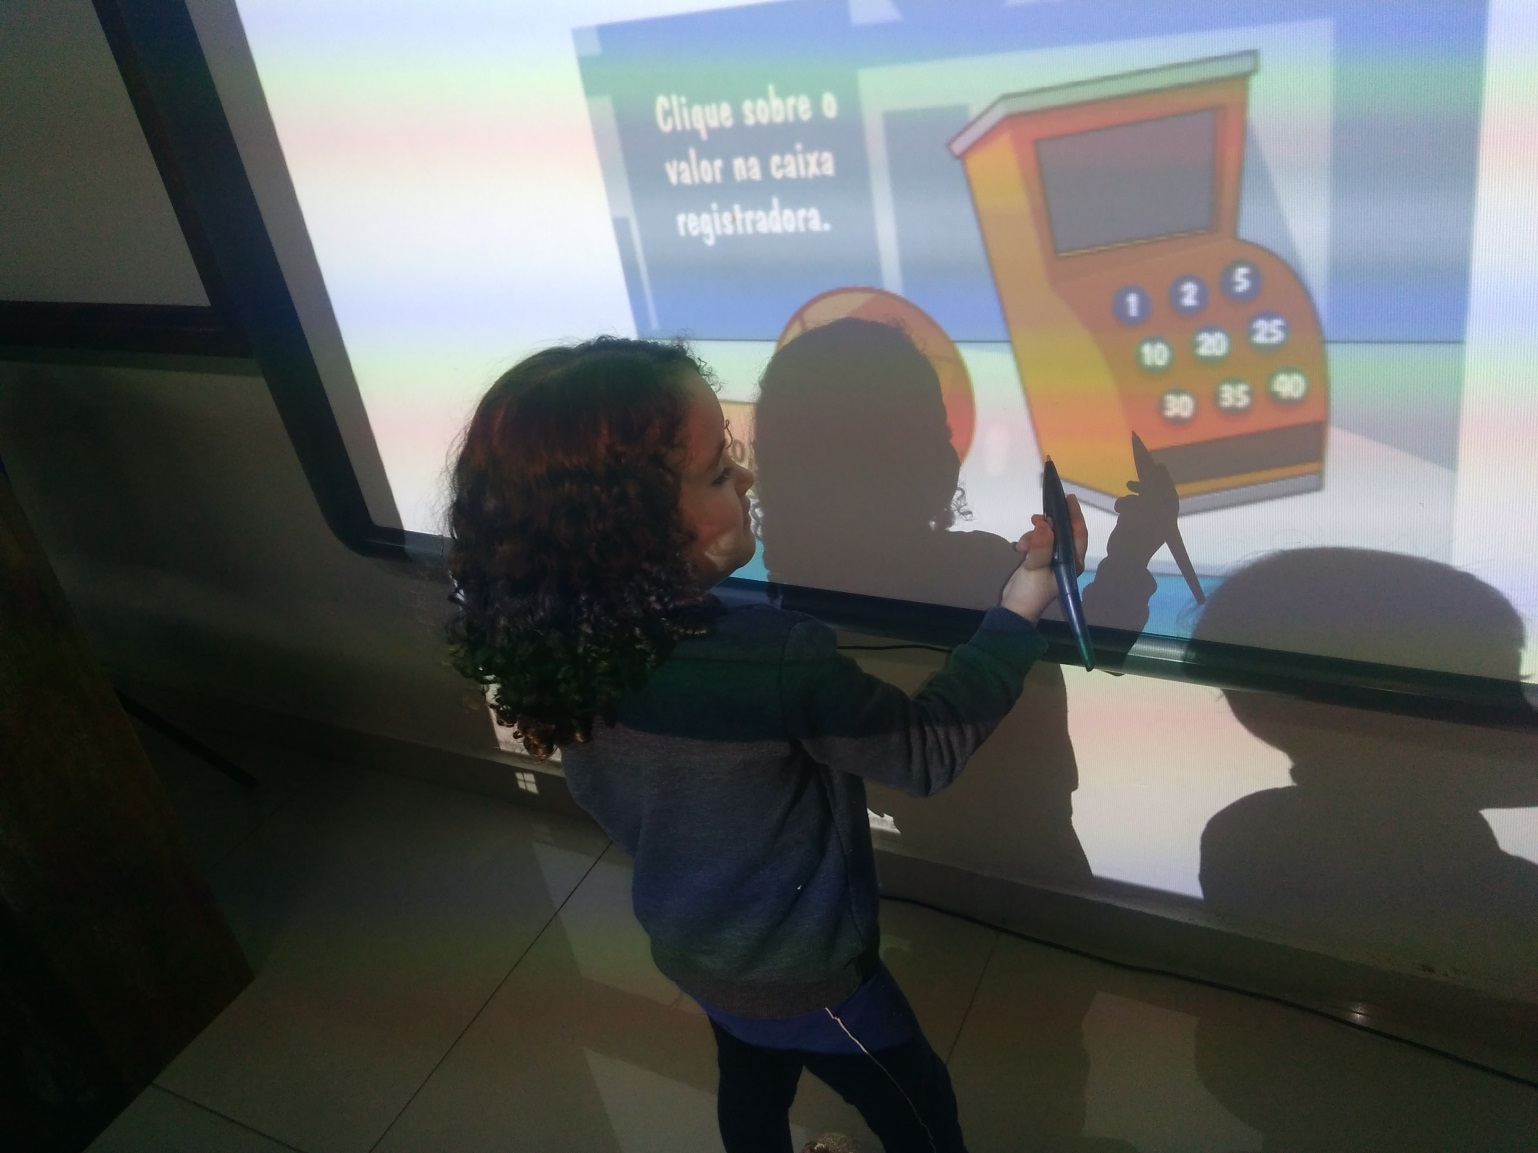 Clique sobre o
valor na caixa
registradora.
1 2 5
10 20 25
30 35 40